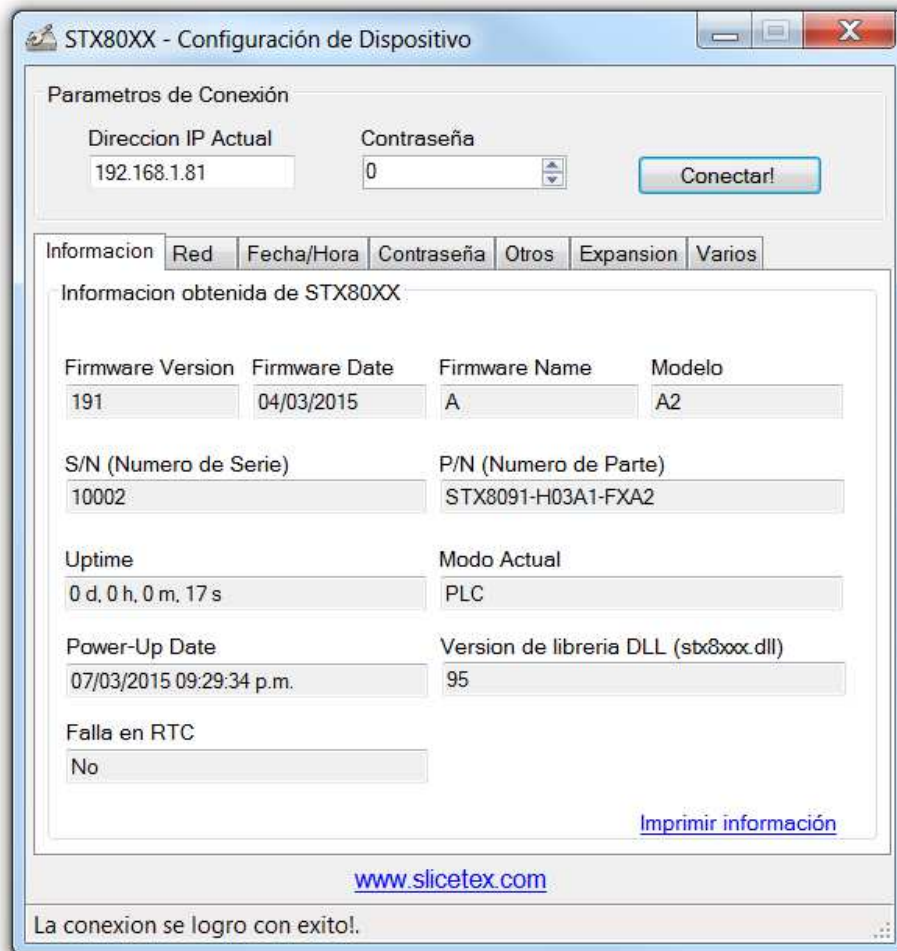 STX80XX - Configuración de Dispositivo
Parametros de Conexión
Direccion IP Actual Contraseña
192.168.1.81 0 Conectar!
Informacion Red Fecha/Hora Contraseña Otros Expansion Varios
Informacion obtenida de STX80XX
Firmware Version Firmware Date Firmware Name Modelo
191 04/03/2015 A A2
S/N (Numero de Serie) P/N (Numero de Parte)
10002 STX8091-H03A1-FXA2
Uptime Modo Actual
0 d, 0 h, 0 m, 17 s PLC
Power-Up Date Version de libreria DLL (stx8xxx.dll)
07/03/2015 09:29:34 p.m. 95
Falla en RTC
No
Imprimir información
www.slicetex.com
La conexion se logro con exito!.